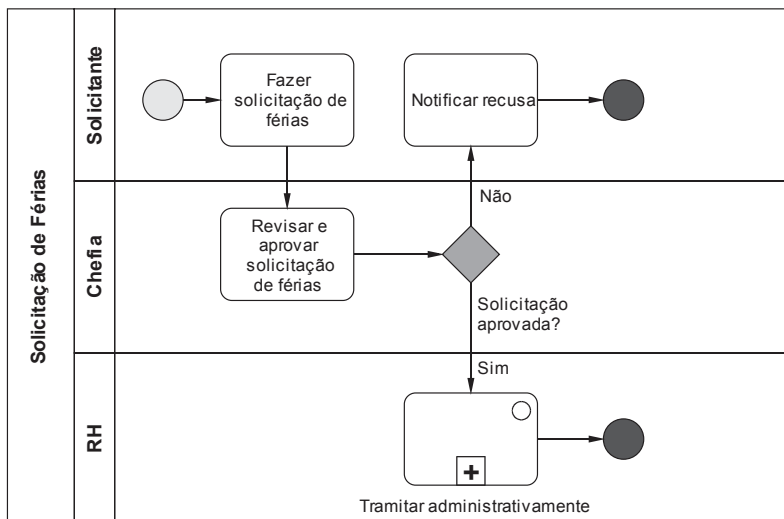 Solicitação de Férias
Solicitante
Fazer
solicitação de
férias
Notificar recusa
Chefia
Revisar e
aprovar
solicitação
de férias
Não
Solicitação
aprovada?
RH
Sim
Tramitar administrativamente